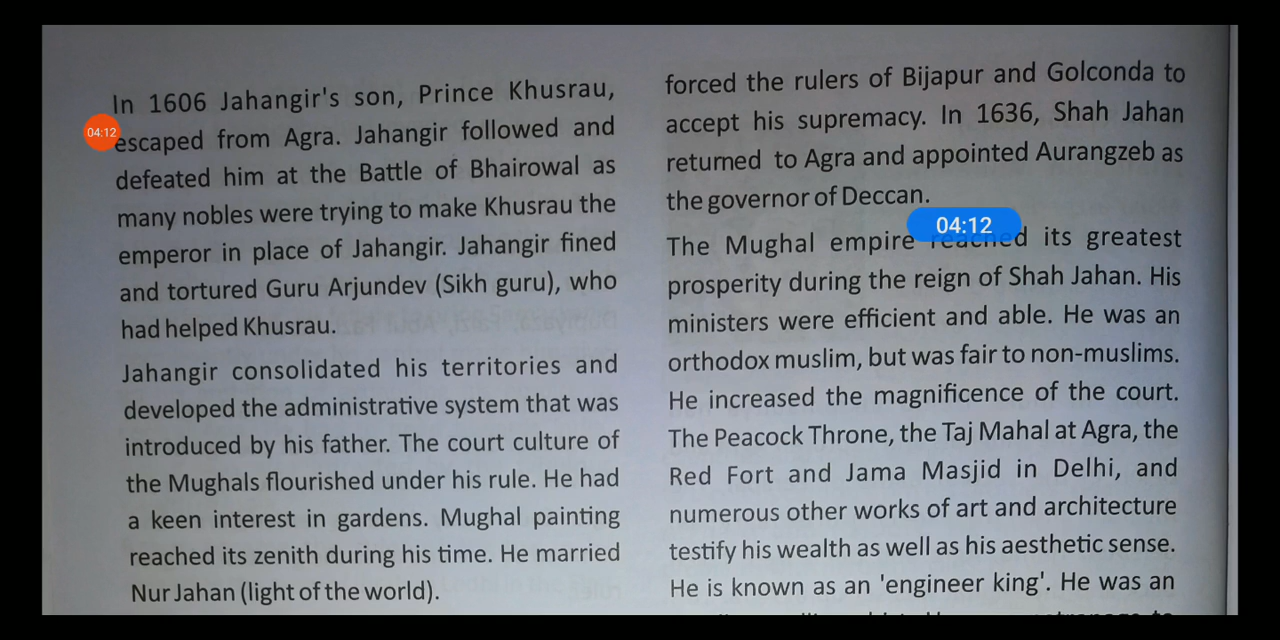 In 1606 Jahangir's son, Prince Khusrau,
escaped from Agra. Jahangir followed and
defeated him at the Battle of Bhairowal as
many nobles were trying to make Khusrau the
emperor in place of Jahangir. Jahangir fined
and tortured Guru Arjundev (Sikh guru), who
had helped Khusrau.
Jahangir consolidated his territories and
developed the administrative system that was
introduced by his father. The court culture of
the Mughals flourished under his rule. He had
a keen interest in gardens. Mughal painting
reached its zenith during his time. He married
Nur Jahan (light of the world).
04:12
forced the rulers of Bijapur and Golconda to
accept his supremacy. In 1636, Shah Jahan
returned to Agra and appointed Aurangzeb as
the governor of Deccan.
04:12
The Mughal empire reached its greatest
prosperity during the reign of Shah Jahan. His
ministers were efficient and able. He was an
orthodox muslim, but was fair to non-muslims.
He increased the magnificence of the court.
The Peacock Throne, the Taj Mahal at Agra, the
Red Fort and Jama Masjid in Delhi, and
numerous other works of art and architecture
testify his wealth as well as his aesthetic sense.
He is known as an 'engineer king'. He was an